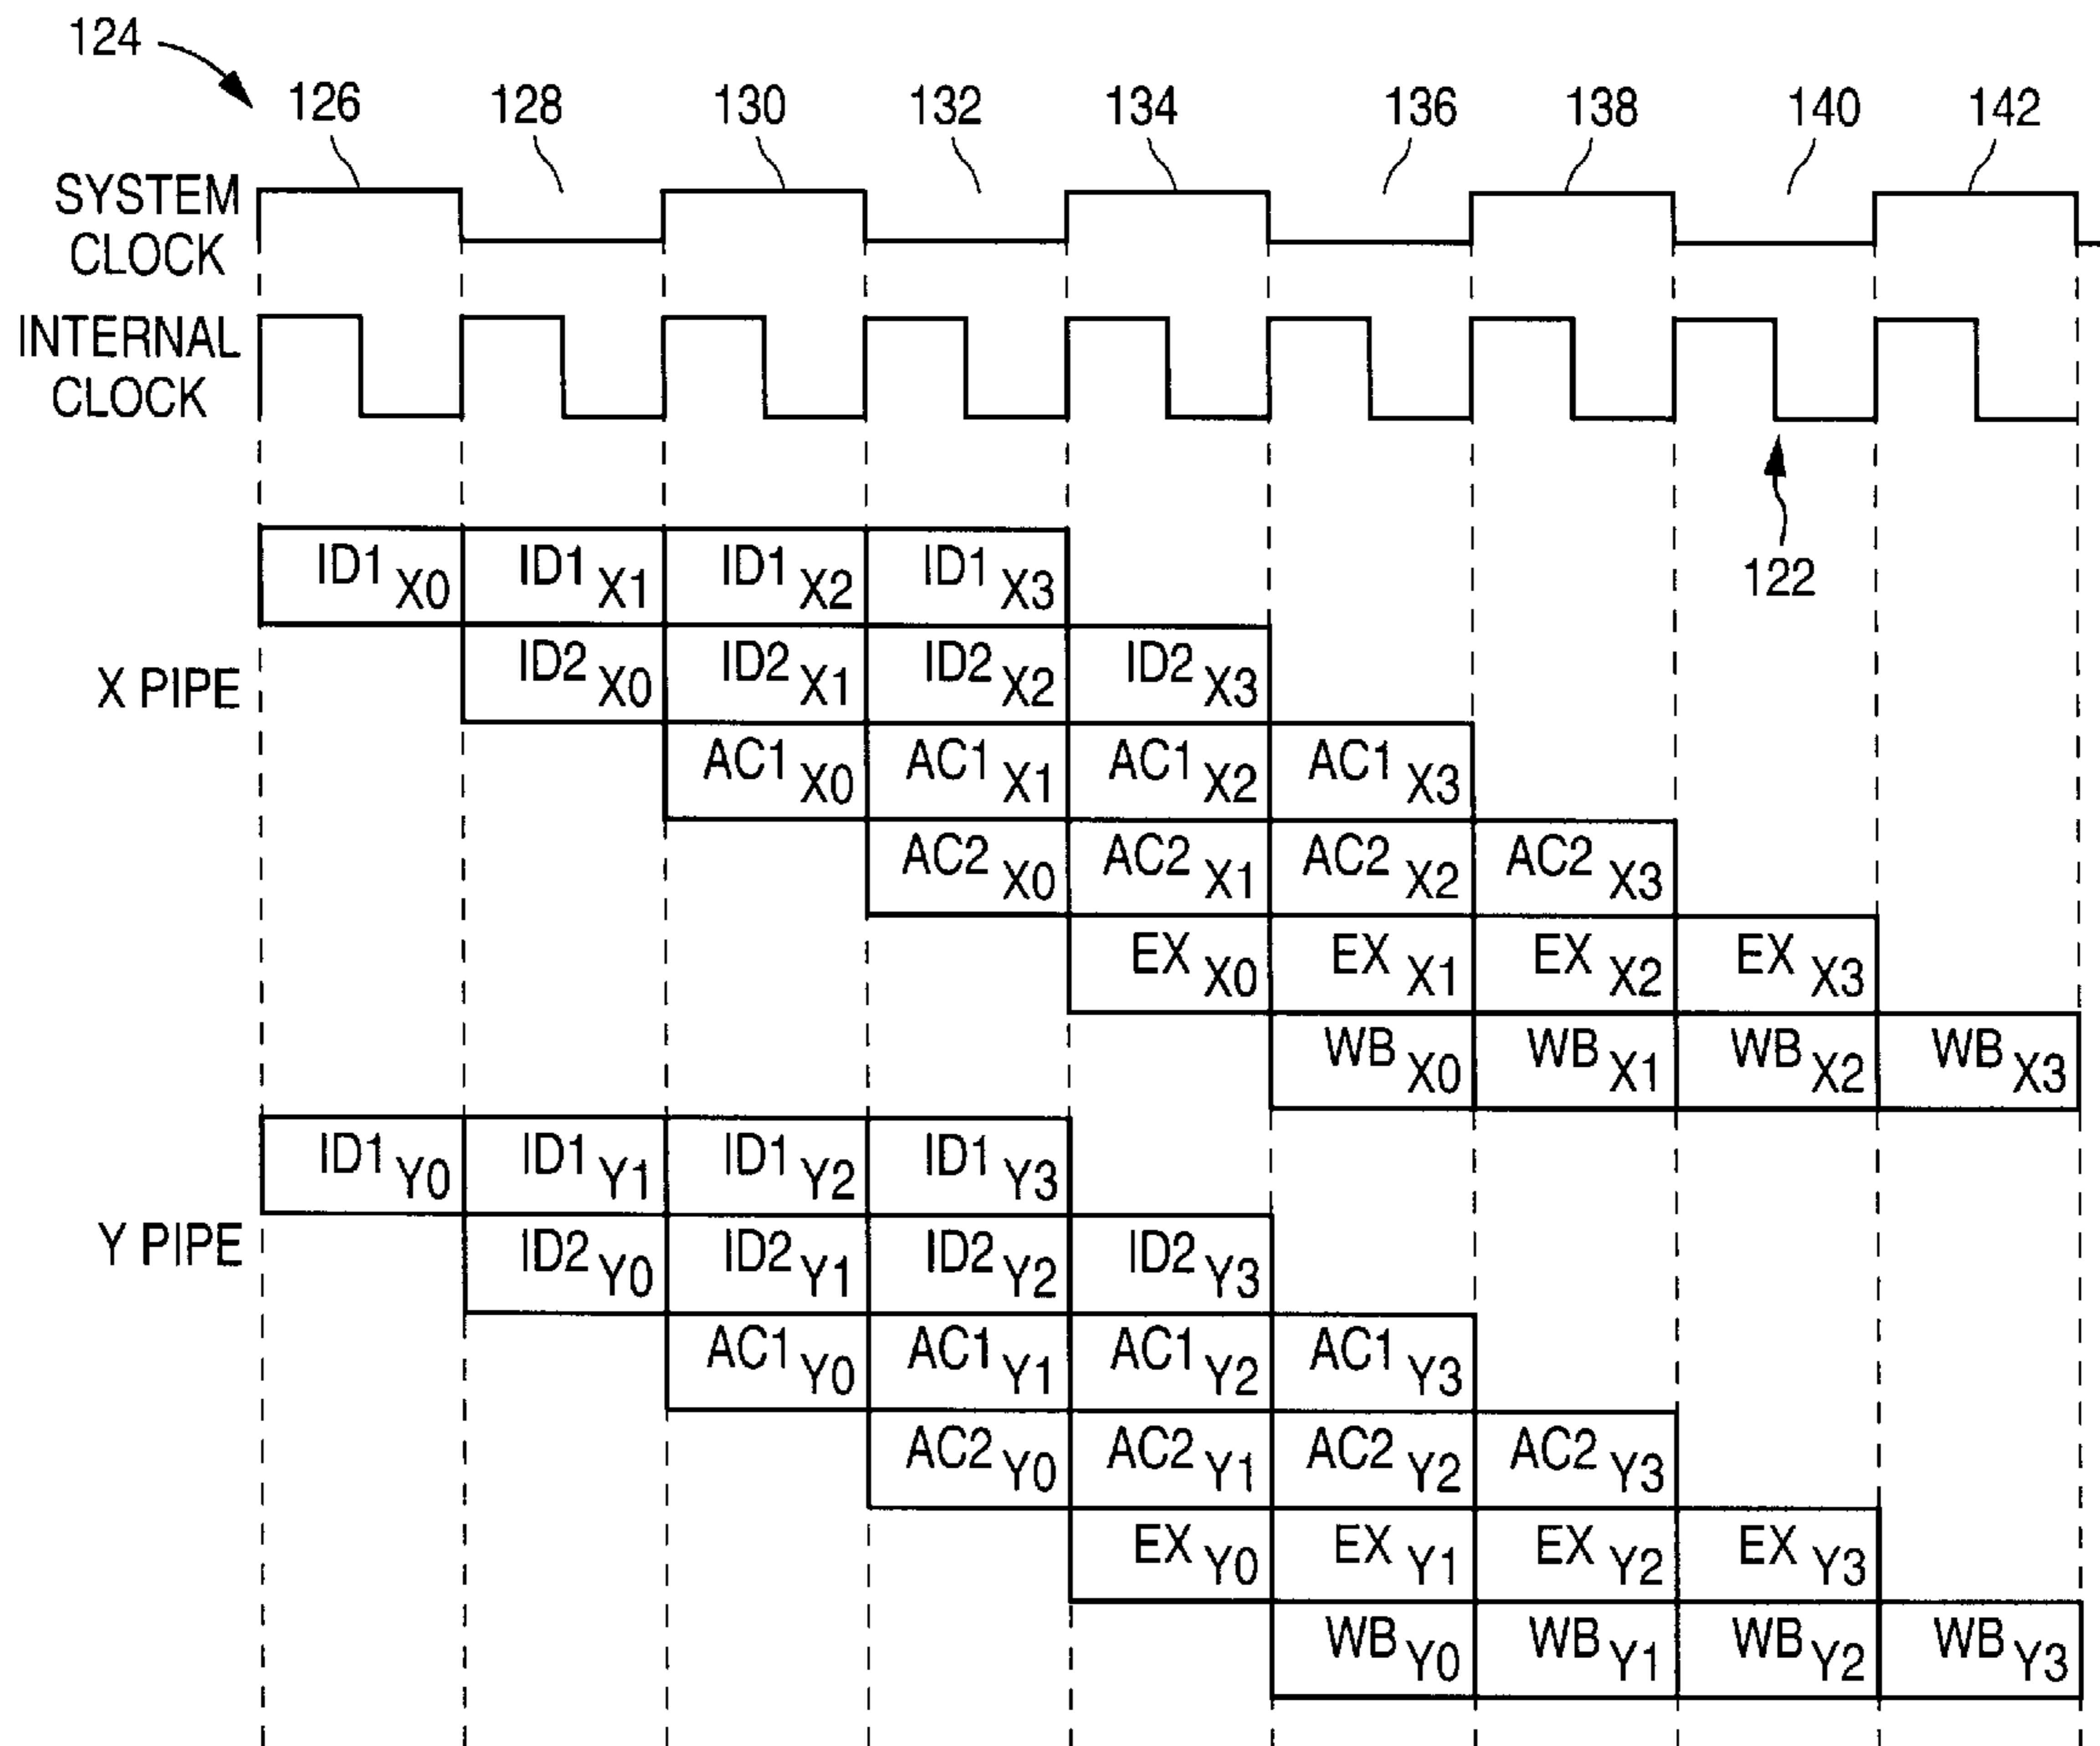 124
126 128 130 132 134 136 138 140 142
SYSTEM
CLOCK
INTERNAL
CLOCK
122
ID1 X0 ID1 X1 ID1 X2 ID1 X3
X PIPE
ID2 X0 ID2 X1 ID2 X2 ID2 X3
AC1 X0 AC1 X1 AC1 X2 AC1 X3
AC2 X0 AC2 X1 AC2 X2 AC2 X3
EX X0 EX X1 EX X2 EX X3
WB X0 WB X1 WB X2 WB X3
ID1 Y0 ID1 Y1 ID1 Y2 ID1 Y3
Y PIPE
ID2 Y0 ID2 Y1 ID2 Y2 ID2 Y3
AC1 Y0 AC1 Y1 AC1 Y2 AC1 Y3
AC2 Y0 AC2 Y1 AC2 Y2 AC2 Y3
EX Y0 EX Y1 EX Y2 EX Y3
WB Y0 WB Y1 WB Y2 WB Y3